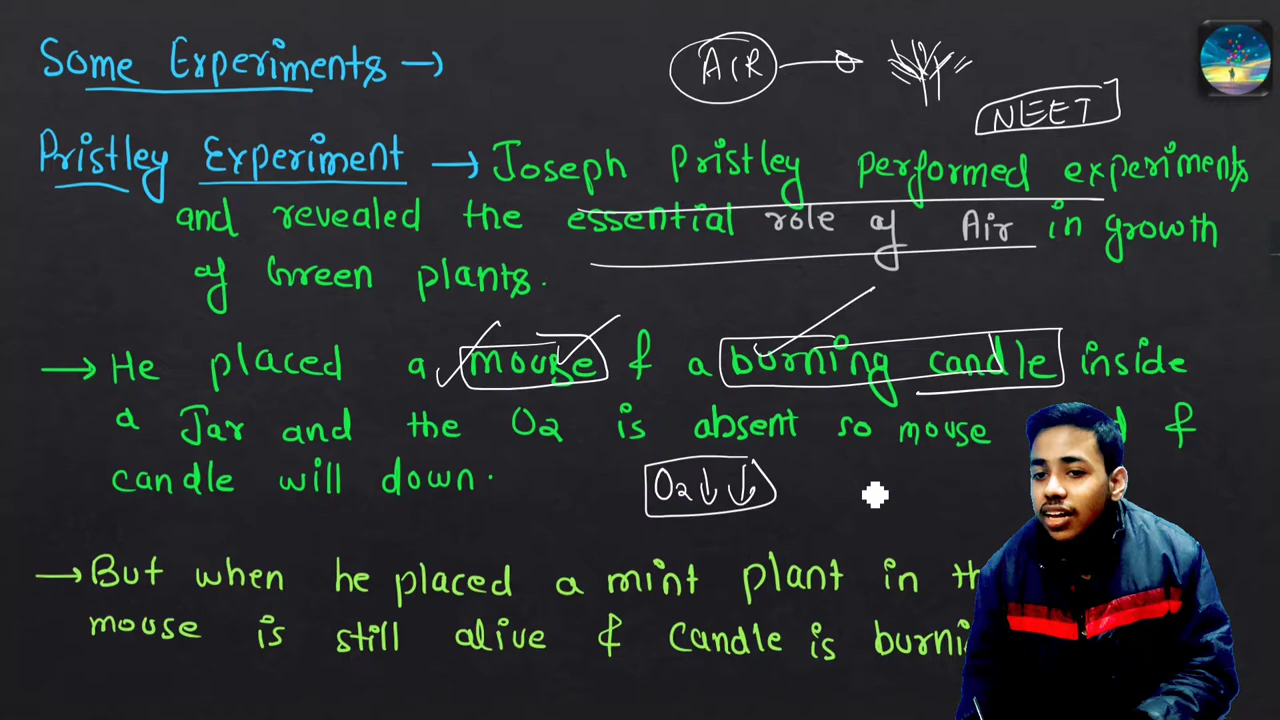 Some Experiments →
AIR
NEET
Pristley Experiment → Joseph Pristley performed experiments
and revealed the essential role of Air in growth
of Green plants.
→ He placed a mouse & a burning candle inside
a Jar and the O2 is absent so mouse &
candle will down.
O2 ↓ ↓
→ But when he placed a mint plant in
mouse is still alive & candle is